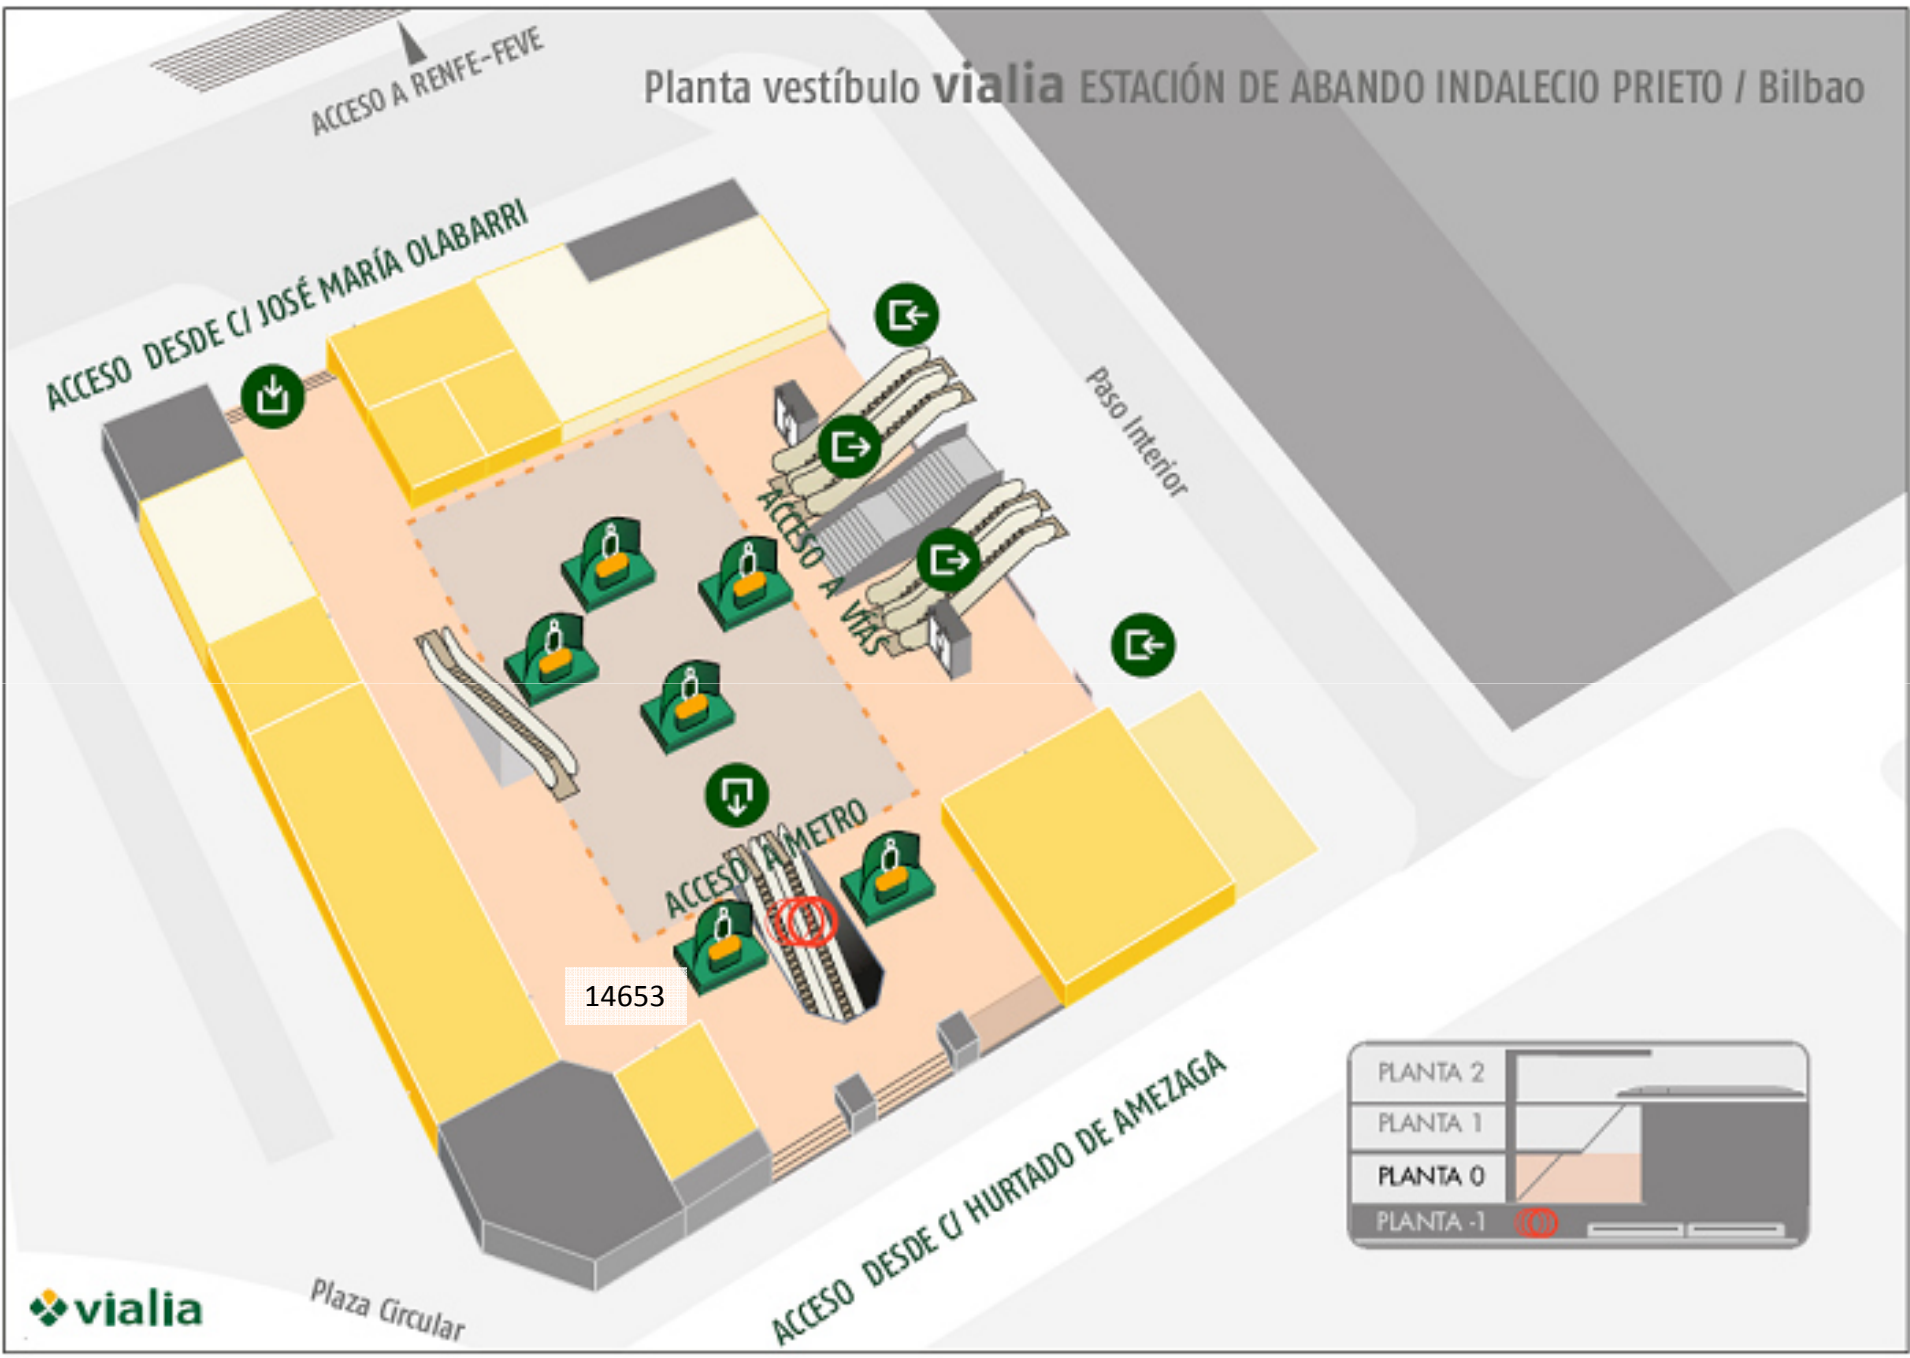 ACCESO A RENFE-FEVE
Planta vestíbulo vialia ESTACIÓN DE ABANDO INDALECIO PRIETO / Bilbao
ACCESO DESDE C/ JOSÉ MARÍA OLABARRI
Paso Interior
ACCESO A VÍAS
ACCESO A METRO
14653
ACCESO DESDE C/ HURTADO DE AMEZAGA
PLANTA 2
PLANTA 1
PLANTA 0
PLANTA -1
Plaza Circular
vialia